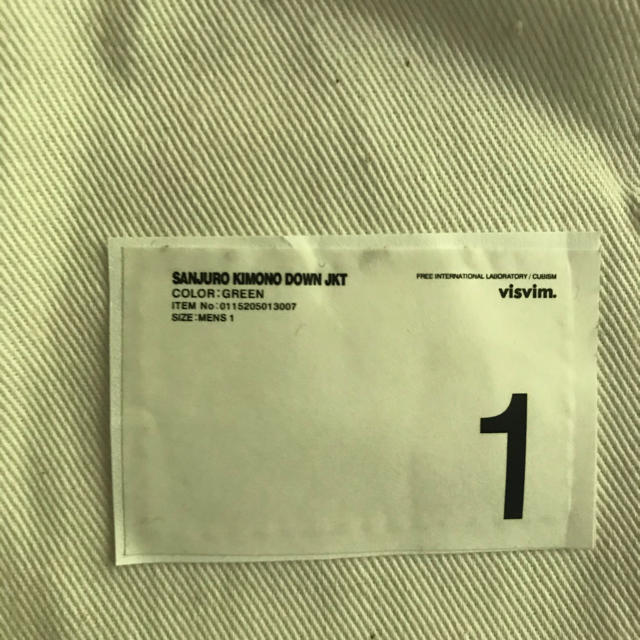 SANJURO KIMONO DOWN JKT
COLOR:GREEN
ITEM No:0115205013007
SIZE:MENS 1
FREE INTERNATIONAL LABORATORY / CUBISM
visvim.
1